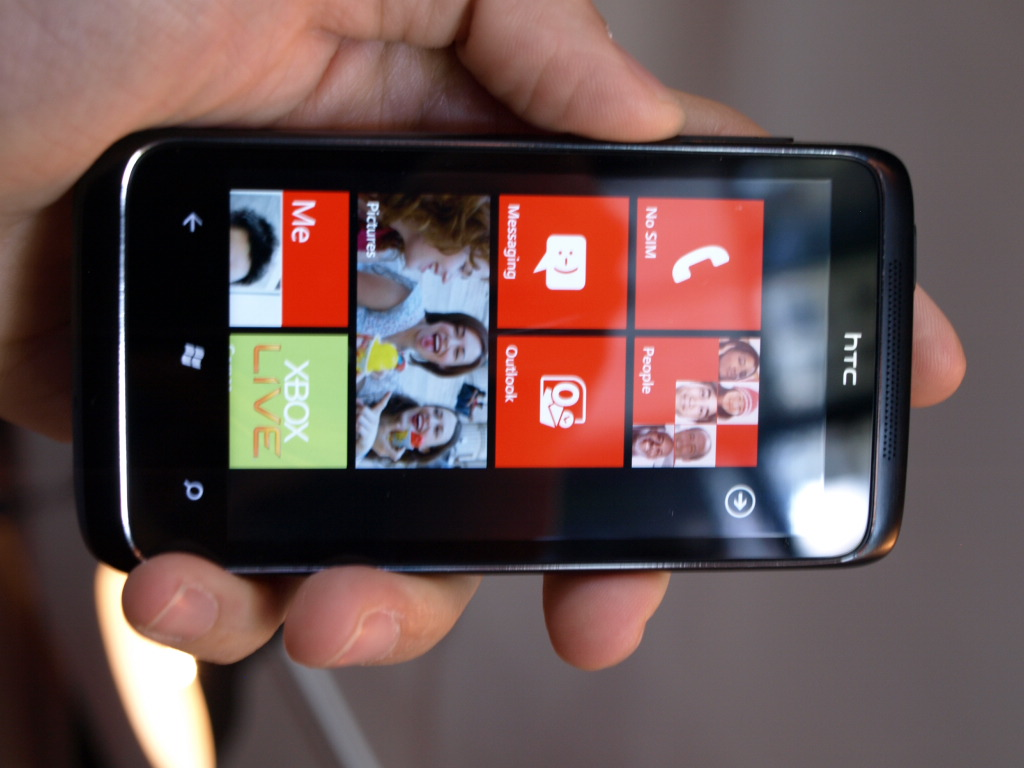 hTC
No SIM
People
Messaging
Outlook
Pictures
Me
XBOX
LIVE